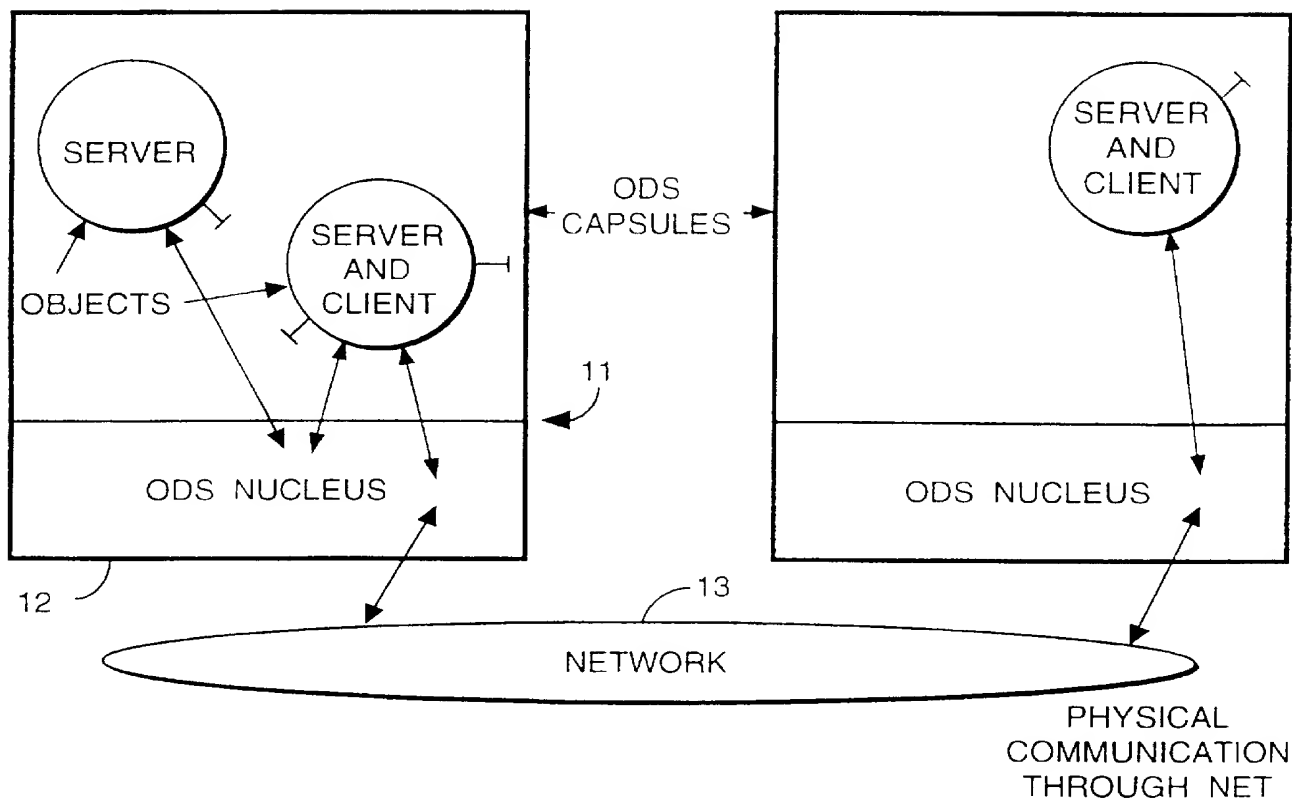 SERVER
SERVER
AND
CLIENT
OBJECTS
ODS
CAPSULES
SERVER
AND
CLIENT
11
ODS NUCLEUS
ODS NUCLEUS
12
13
NETWORK
PHYSICAL
COMMUNICATION
THROUGH NET